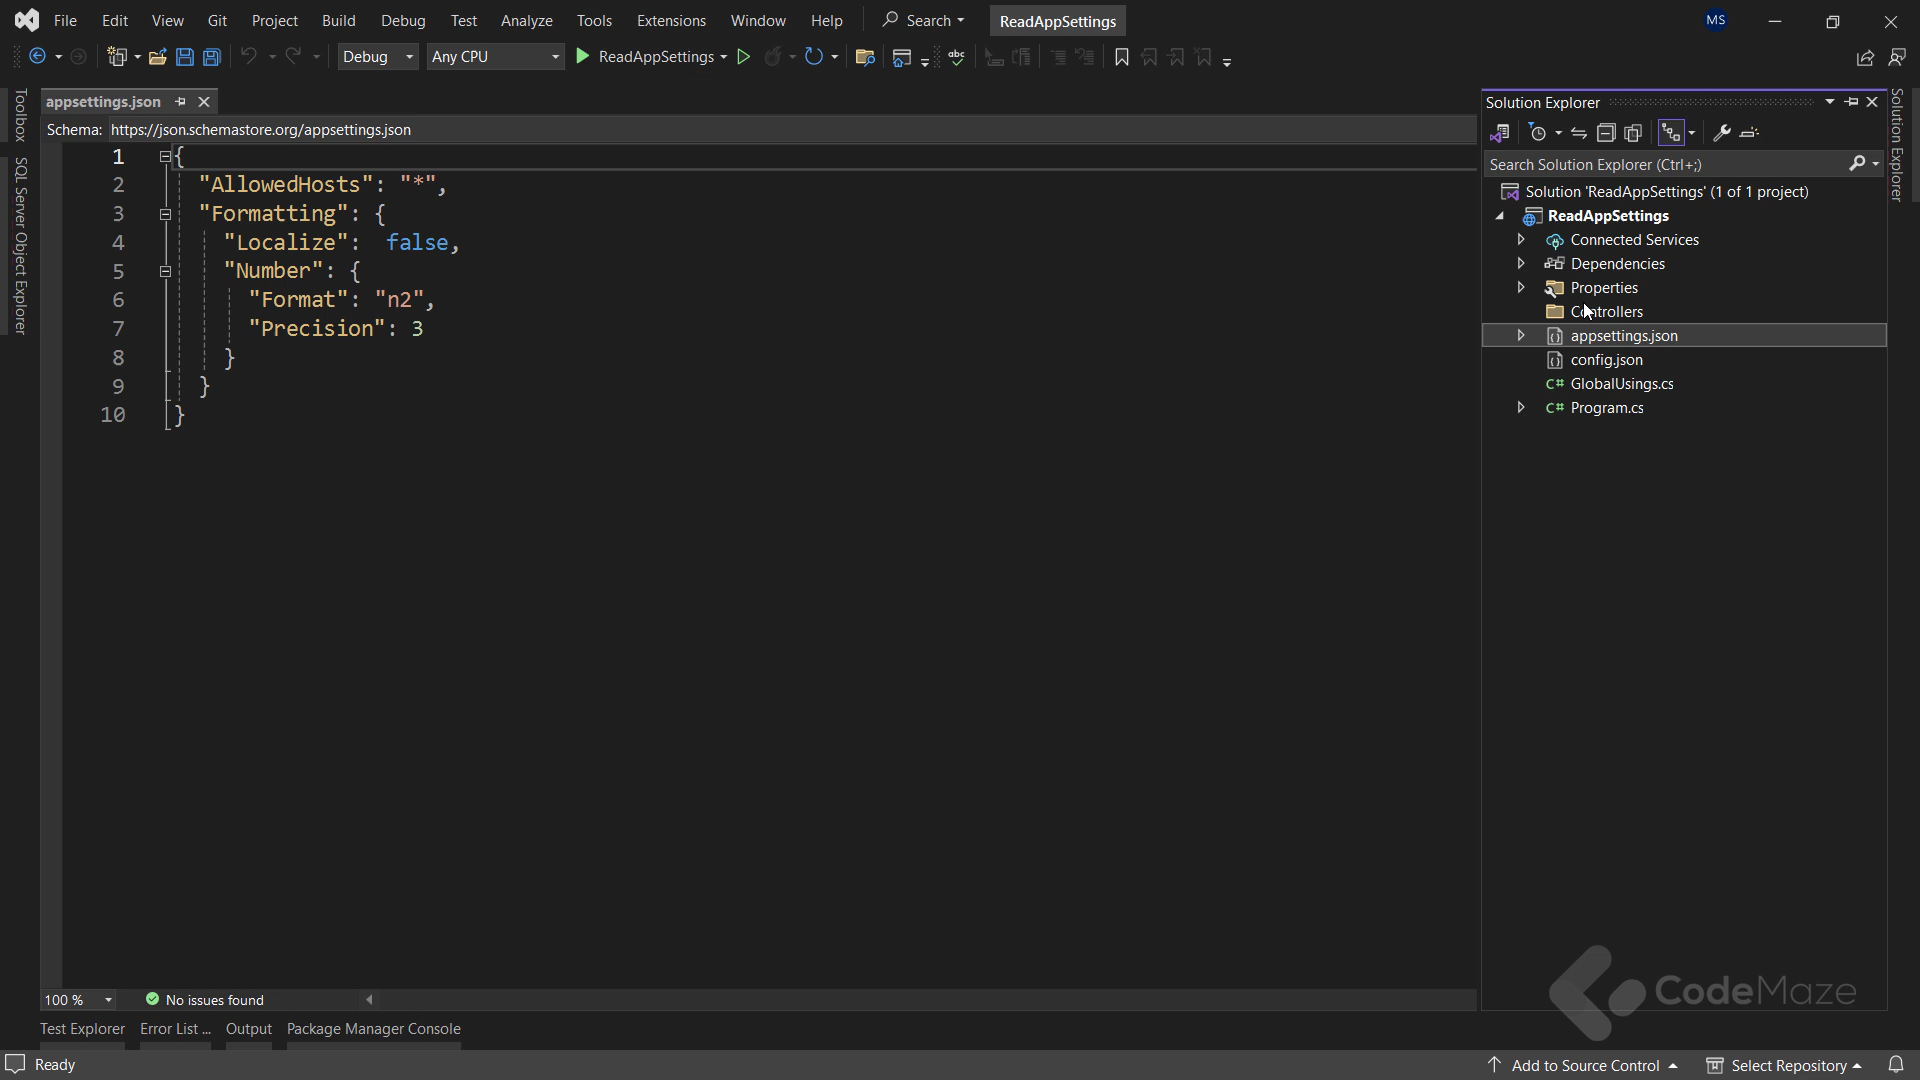 File Edit View Git Project Build Debug Test Analyze Tools Extensions Window Help Search ReadAppSettings MS
Debug Any CPU ReadAppSettings abc
Toolbox
SQL Server Object Explorer
appsettings.json
Schema: https://json.schemastore.org/appsettings.json
1 {
2 "AllowedHosts": "*",
3 "Formatting": {
4 "Localize": false,
5 "Number": {
6 "Format": "n2",
7 "Precision": 3
8 }
9 }
10 }
Solution Explorer
Search Solution Explorer (Ctrl+;)
Solution 'ReadAppSettings' (1 of 1 project)
ReadAppSettings
Connected Services
Dependencies
Properties
Controllers
appsettings.json
config.json
C# GlobalUsings.cs
C# Program.cs
Solution Explorer
CodeMaze
100 % No issues found
Test Explorer Error List ... Output Package Manager Console
Ready Add to Source Control Select Repository